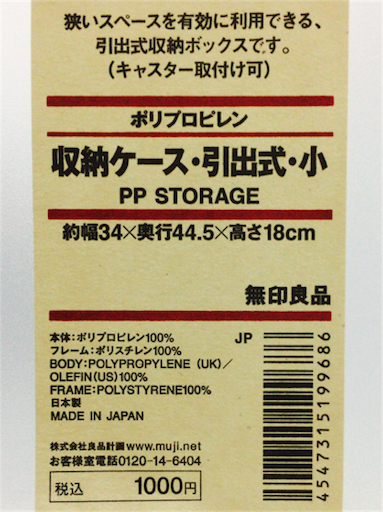 狭いスペースを有効に利用できる、
引出式収納ボックスです。
（キャスター取付け可）
ポリプロピレン
収納ケース・引出式・小
PP STORAGE
約幅34×奥行44.5×高さ18cm
無印良品
本体：ポリプロピレン100%
フレーム：ポリスチレン100%
BODY：POLYPROPYLENE（UK）／
OLEFIN(US)100%
FRAME：POLYSTYRENE100%
日本製
MADE IN JAPAN
株式会社良品計画 www.muji.net
お客様室電話0120-14-6404
税込 1000円
JP
4547315199686